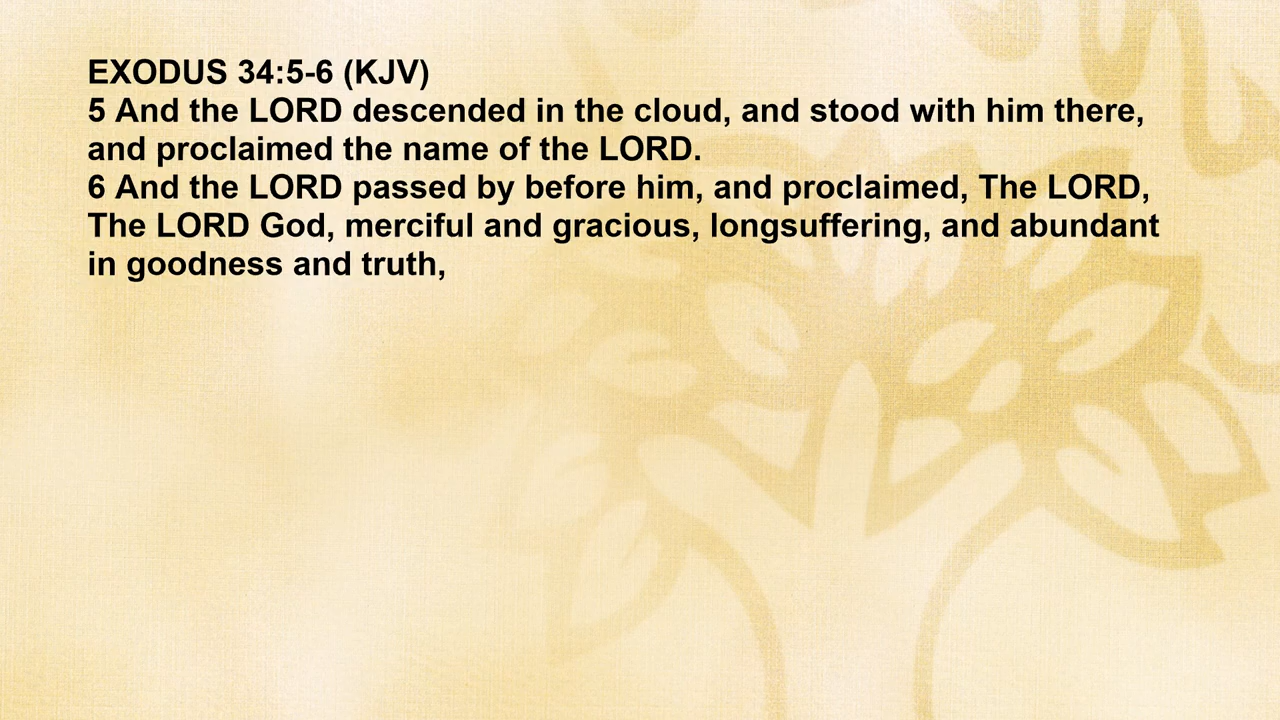 EXODUS 34:5-6 (KJV)
5 And the LORD descended in the cloud, and stood with him there,
and proclaimed the name of the LORD.
6 And the LORD passed by before him, and proclaimed, The LORD,
The LORD God, merciful and gracious, longsuffering, and abundant
in goodness and truth,